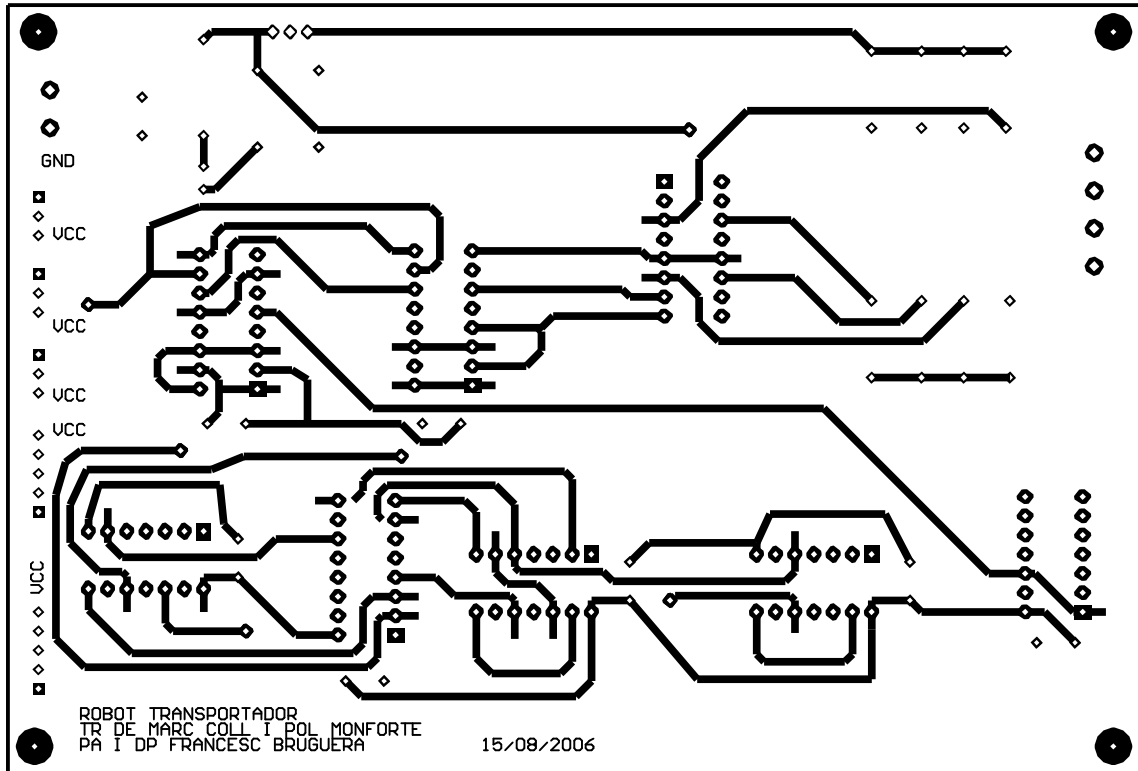 GND
VCC
VCC
VCC
VCC
VCC
ROBOT TRANSPORTADOR
TR DE MARC COLL I POL MONFORTE
PA I DP FRANCESC BRUGUERA
15/08/2006